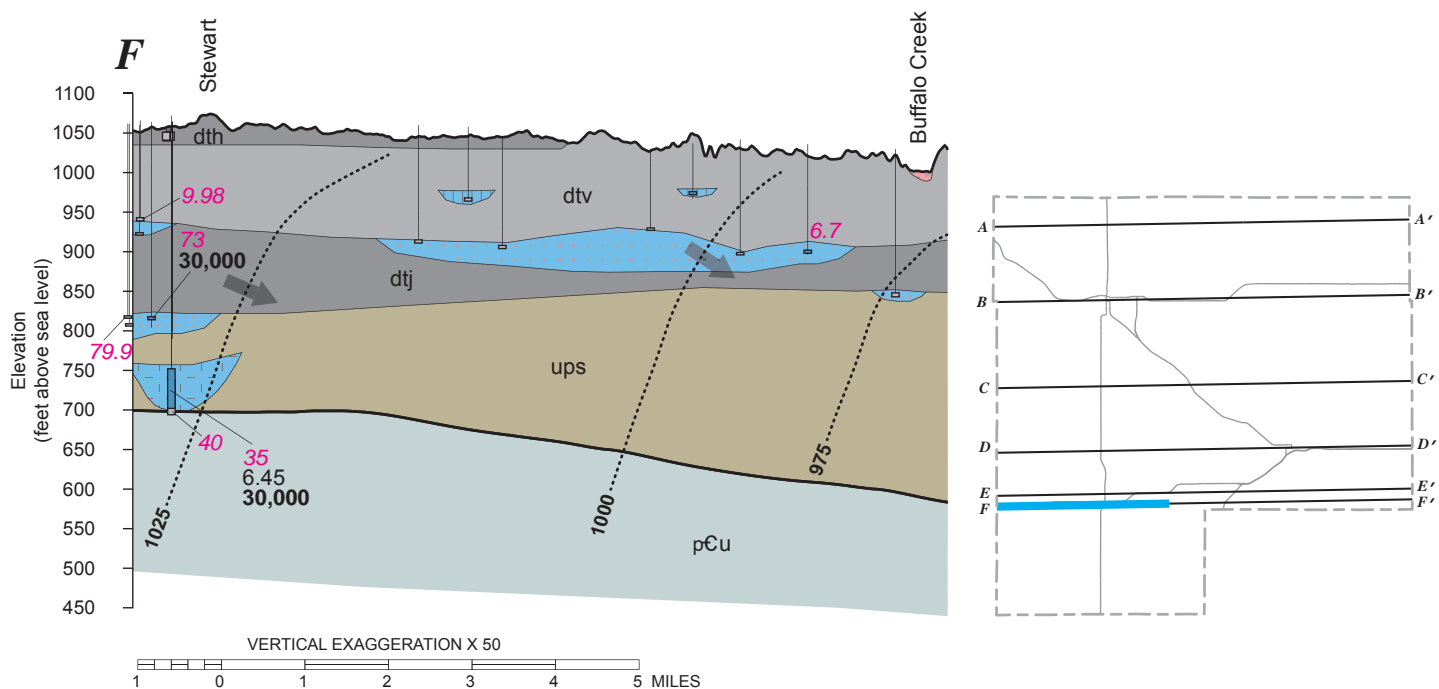 F
Stewart
Buffalo Creek
Elevation
(feet above sea level)
1100
1050
1000
950
900
850
800
750
700
650
600
550
500
450
dth
dtv
dtj
ups
p€u
9.98
73
30,000
79.9
6.7
40
35
6.45
30,000
1025
1000
975
VERTICAL EXAGGERATION X 50
1 0 1 2 3 4 5 MILES
A A′
B B′
C C′
D D′
E E′
F F′